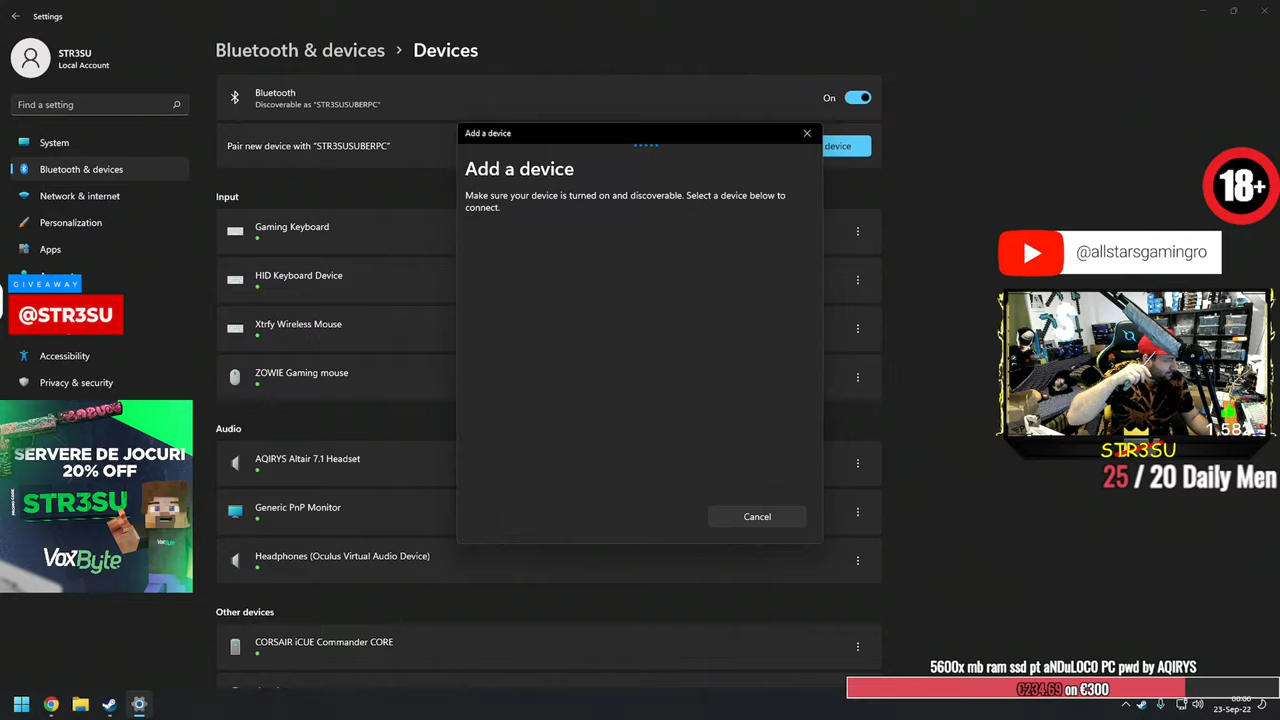 Settings
STR3SU
Local Account
Find a setting
System
Bluetooth & devices
Network & internet
Personalization
Apps
GIVEAWAY
@STR3SU
Accessibility
Privacy & security
SERVERE DE JOCURI
20% OFF
STR3SU
VoxByte
Bluetooth & devices > Devices
Bluetooth
Discoverable as "STR3SUSUBERPC"
On
Pair new device with "STR3SUSUBERPC"
device
Input
Gaming Keyboard
HID Keyboard Device
Xtrfy Wireless Mouse
ZOWIE Gaming mouse
Audio
AQIRYS Altair 7.1 Headset
Generic PnP Monitor
Headphones (Oculus Virtual Audio Device)
Other devices
CORSAIR iCUE Commander CORE
Add a device
Add a device
Make sure your device is turned on and discoverable. Select a device below to
connect.
Cancel
18+
@allstarsgamingro
STR3SU
25 / 20 Daily Men
5600x mb ram ssd pt aNDuLOCO PC pwd by AQIRYS
€234.69 on €300
00:00
23-Sep-22